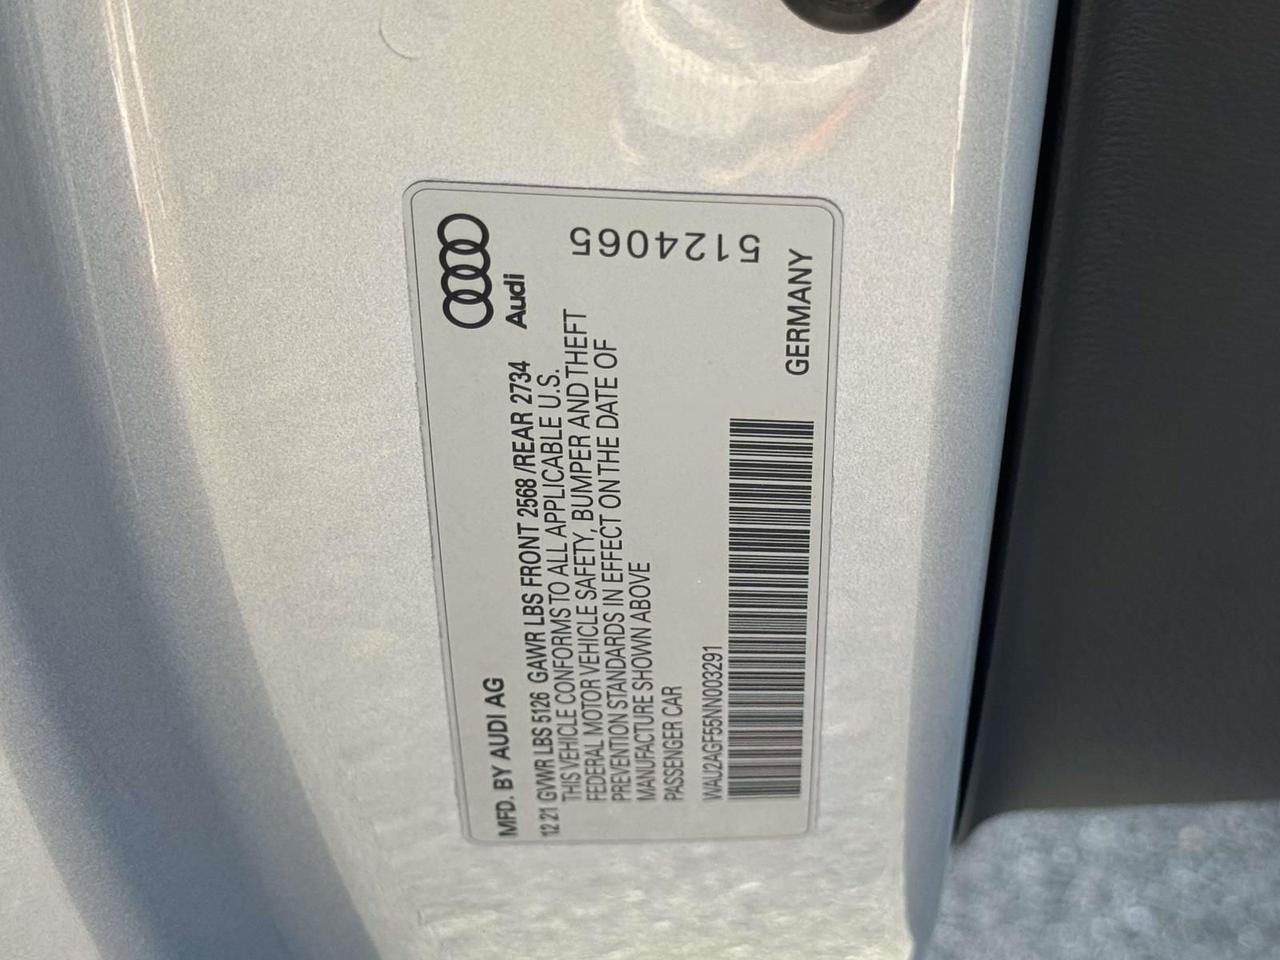 Audi
MFD. BY AUDI AG
12 21 GVWR LBS 5126 GAWR LBS FRONT 2568 /REAR 2734
THIS VEHICLE CONFORMS TO ALL APPLICABLE U.S.
FEDERAL MOTOR VEHICLE SAFETY, BUMPER AND THEFT
PREVENTION STANDARDS IN EFFECT ON THE DATE OF
MANUFACTURE SHOWN ABOVE
PASSENGER CAR
WAU2AGF55NN003291
GERMANY
5124065